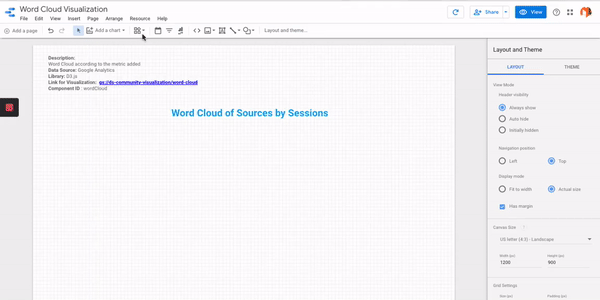 Word Cloud Visualization
File Edit View Insert Page Arrange Resource Help
Share
View
Add a page
Add a chart
Layout and theme...
Description:
Word Cloud according to the metric added
Data Source: Google Analytics
Library: D3.js
Link for Visualization: gs://ds-community-visualization/word-cloud
Component ID : wordCloud
Word Cloud of Sources by Sessions
Layout and Theme
LAYOUT THEME
View Mode
Header visibility
Always show
Auto hide
Initially hidden
Navigation position
Left Top
Display mode
Fit to width Actual size
Has margin
Canvas Size
US letter (4:3) - Landscape
Width (px) Height (px)
1200 900
Grid Settings
Size (px) Padding (px)